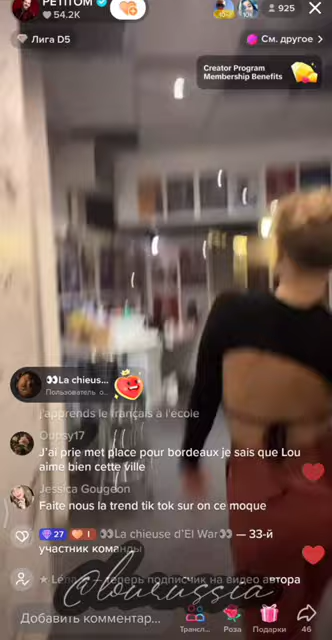 PETITOM
54.2K
925
Лига D5
См. другое
Creator Program
Membership Benefits
👀La chieus...
Пользователь о...
j'apprends le français à l'ecole
Oupsy17
J'ai prie met place pour bordeaux je sais que Lou
aime bien cette ville
Jessica Gougeon
Faite nous la trend tik tok sur on ce moque
27 1 👀La chieuse d'El War👀 — 33-й
участник команды
теперь подписчик на видео автора
@lourussia
Добавить комментар...
Трансл...
Роза
Подарки
46